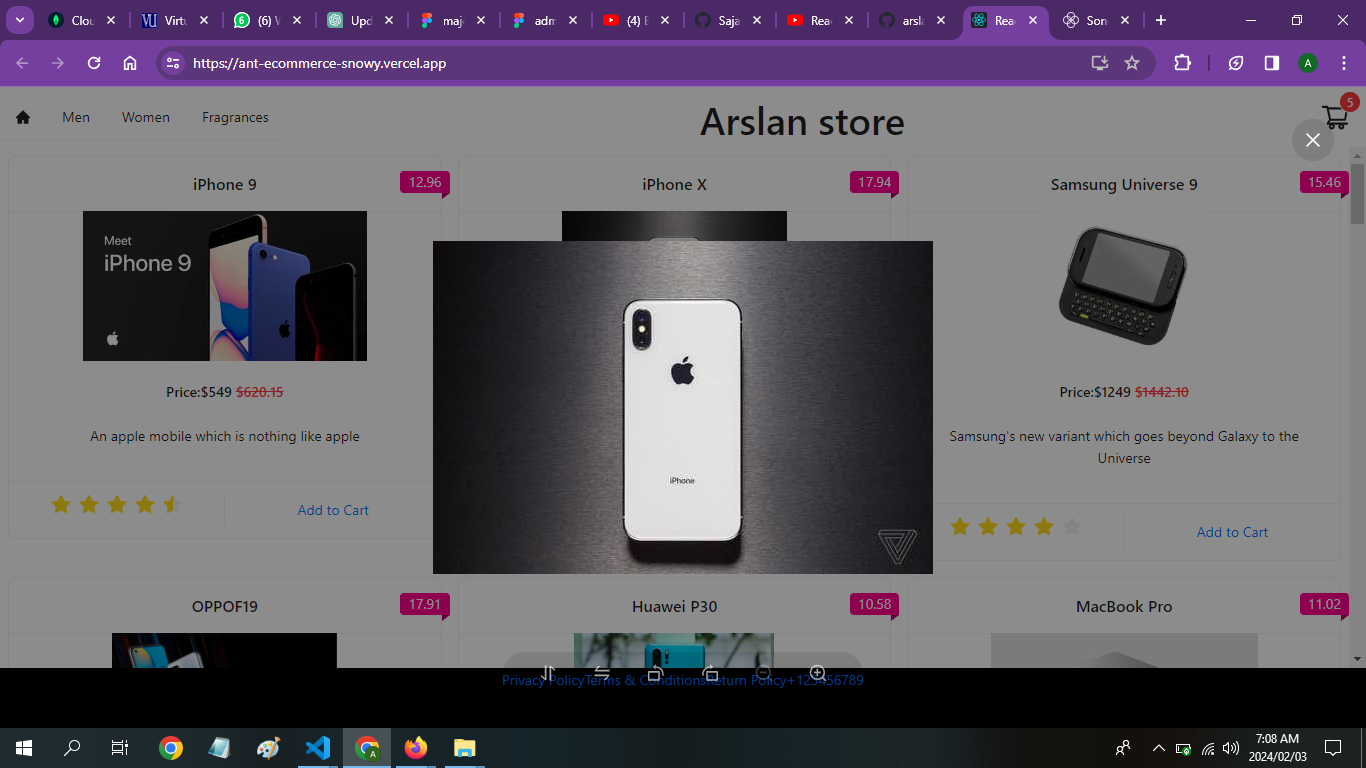 Clou
VU Virtu
6 (6) W
Upd
maj
adm
(4) E
Saja
Rea
arsl
Rea
Son
https://ant-ecommerce-snowy.vercel.app
A
Men Women Fragrances
Arslan store
5
iPhone 9
12.96
iPhone X
17.94
Samsung Universe 9
15.46
Meet
iPhone 9
iPhone
Price:$549 $620.15
Price:$1249 $1442.10
An apple mobile which is nothing like apple
Samsung's new variant which goes beyond Galaxy to the
Universe
Add to Cart
Add to Cart
OPPOF19
17.91
Huawei P30
10.58
MacBook Pro
11.02
Privacy PolicyTerms & ConditionsReturn Policy+123456789
A
7:08 AM
2024/02/03